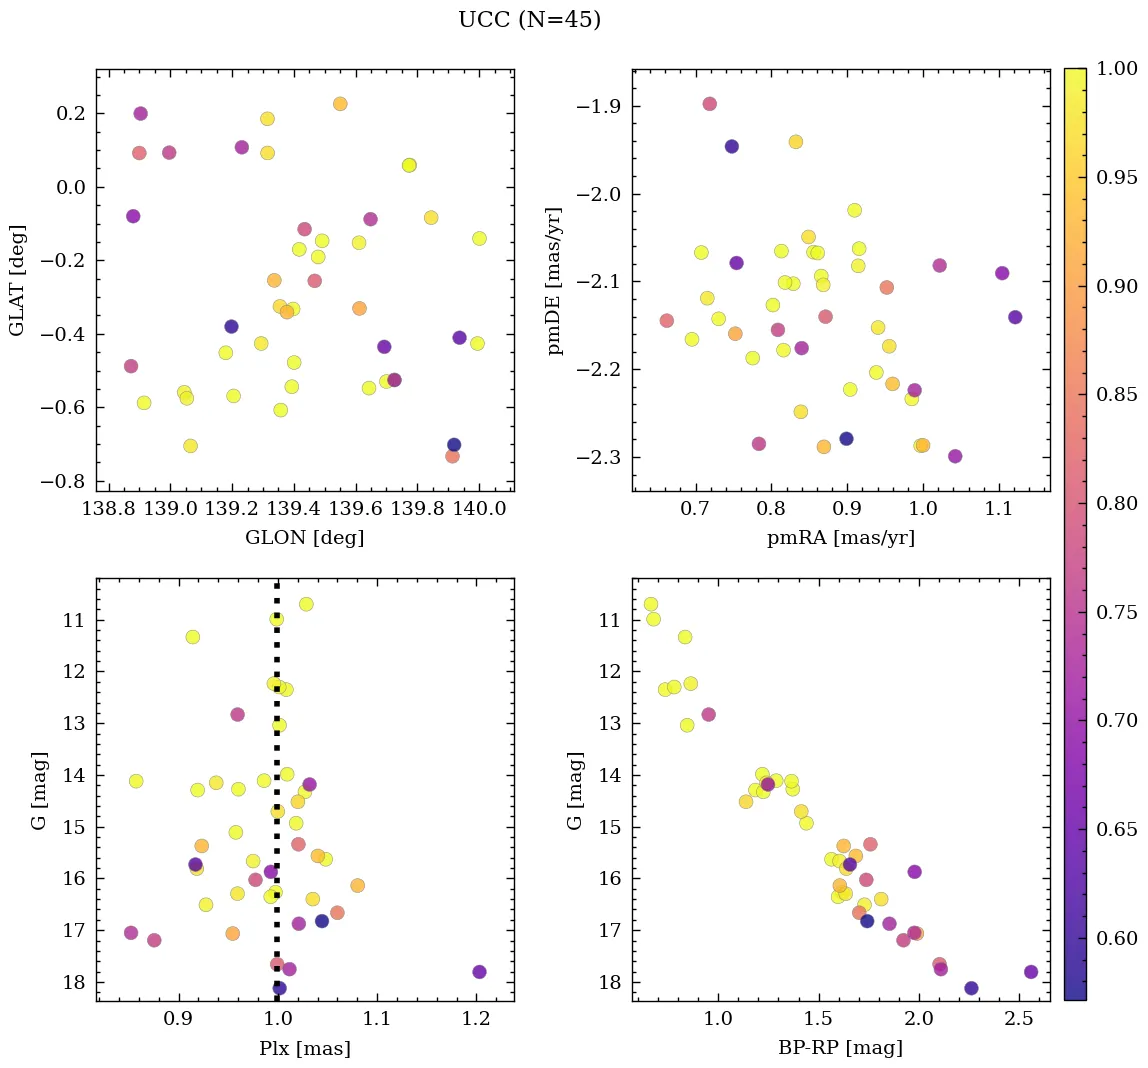 UCC (N=45)
0.2
0.0
−0.2
−0.4
−0.6
−0.8
GLAT [deg]
138.8 139.0 139.2 139.4 139.6 139.8 140.0
GLON [deg]
−1.9
−2.0
−2.1
−2.2
−2.3
pmDE [mas/yr]
0.7 0.8 0.9 1.0 1.1
pmRA [mas/yr]
11
12
13
14
15
16
17
18
G [mag]
0.9 1.0 1.1 1.2
Plx [mas]
11
12
13
14
15
16
17
18
G [mag]
1.0 1.5 2.0 2.5
BP-RP [mag]
1.00
0.95
0.90
0.85
0.80
0.75
0.70
0.65
0.60